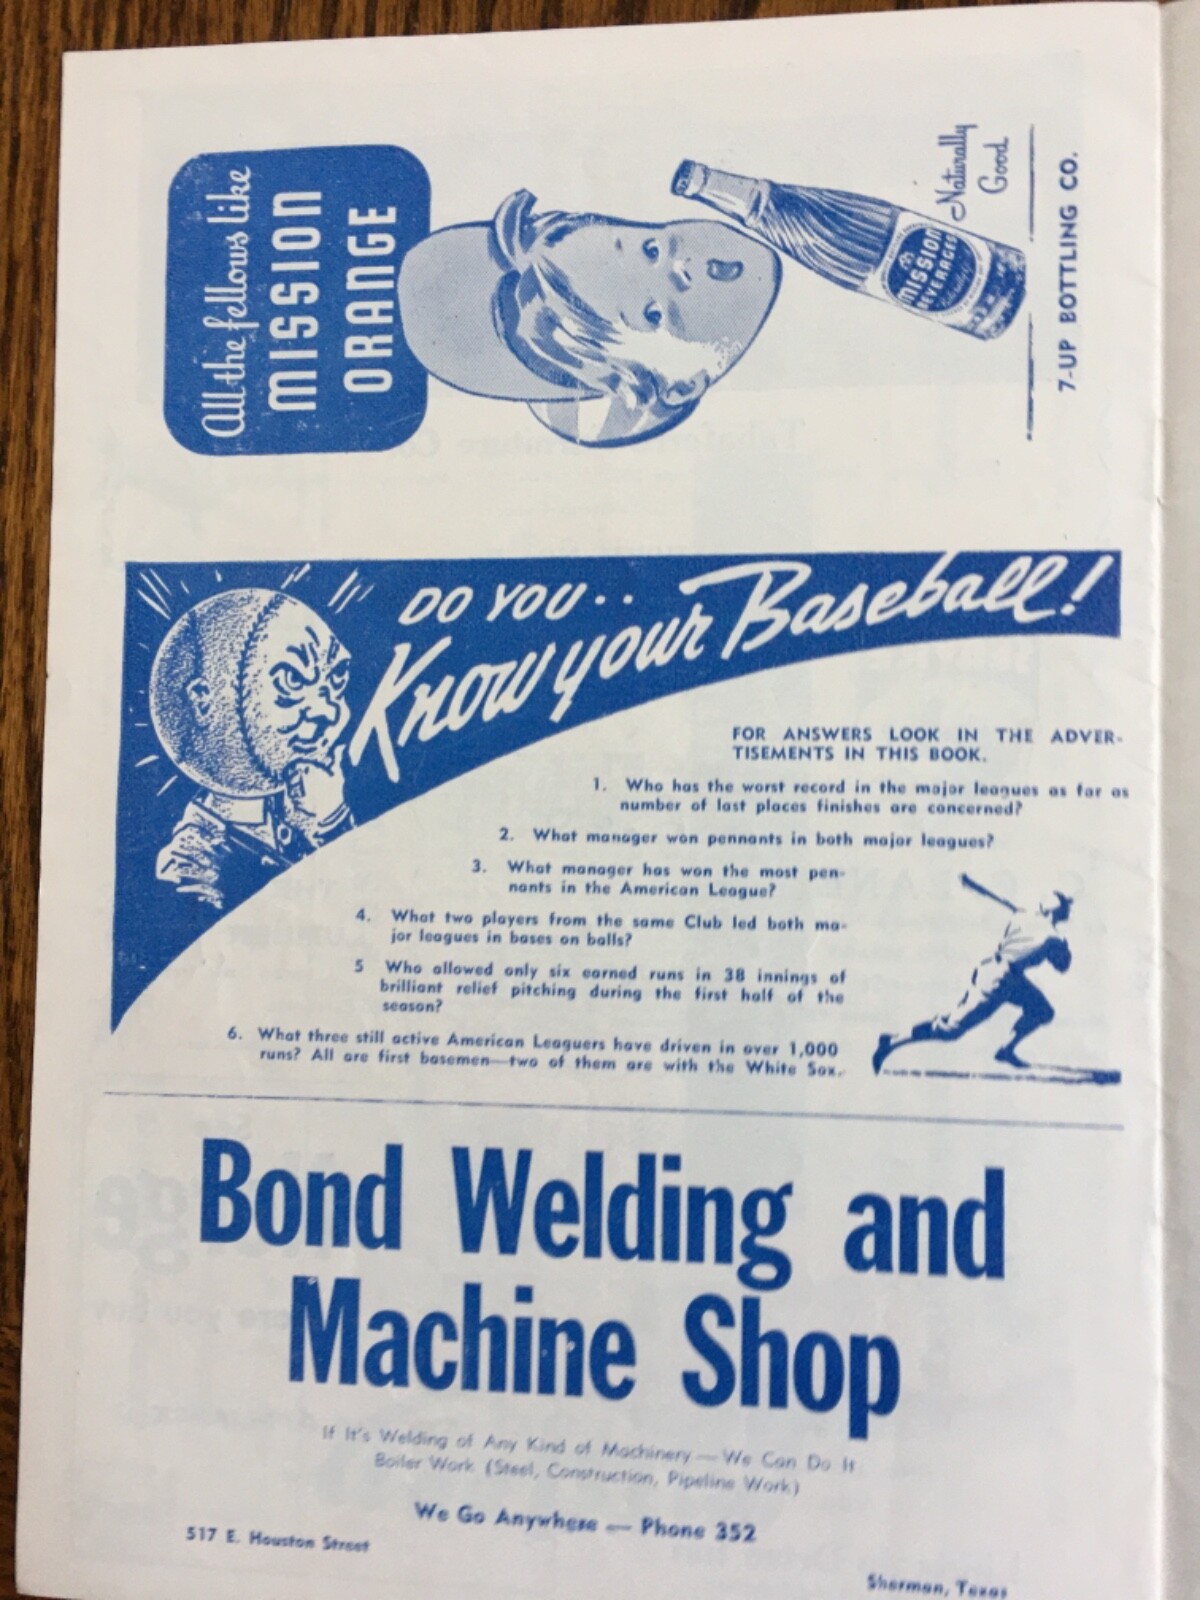 All the fellows like
MISSION
ORANGE
MISSION
BEVERAGES
Naturally
Good
7-UP BOTTLING CO.
DO YOU..
Know your Baseball!
FOR ANSWERS LOOK IN THE ADVER-
TISEMENTS IN THIS BOOK.
1. Who has the worst record in the major leagues as far as
number of last places finishes are concerned?
2. What manager won pennants in both major leagues?
3. What manager has won the most pen-
nants in the American League?
4. What two players from the same Club led both ma-
jor leagues in bases on balls?
5 Who allowed only six earned runs in 38 innings of
brilliant relief pitching during the first half of the
season?
6. What three still active American Leaguers have driven in over 1,000
runs? All are first basemen—two of them are with the White Sox.
Bond Welding and
Machine Shop
If It's Welding of Any Kind of Machinery — We Can Do It
Boiler Work (Steel, Construction, Pipeline Work)
We Go Anywhere — Phone 352
517 E. Houston Street
Sherman, Texas